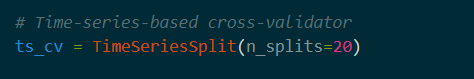 # Time-series-based cross-validator
ts_cv = TimeSeriesSplit(n_splits=20)